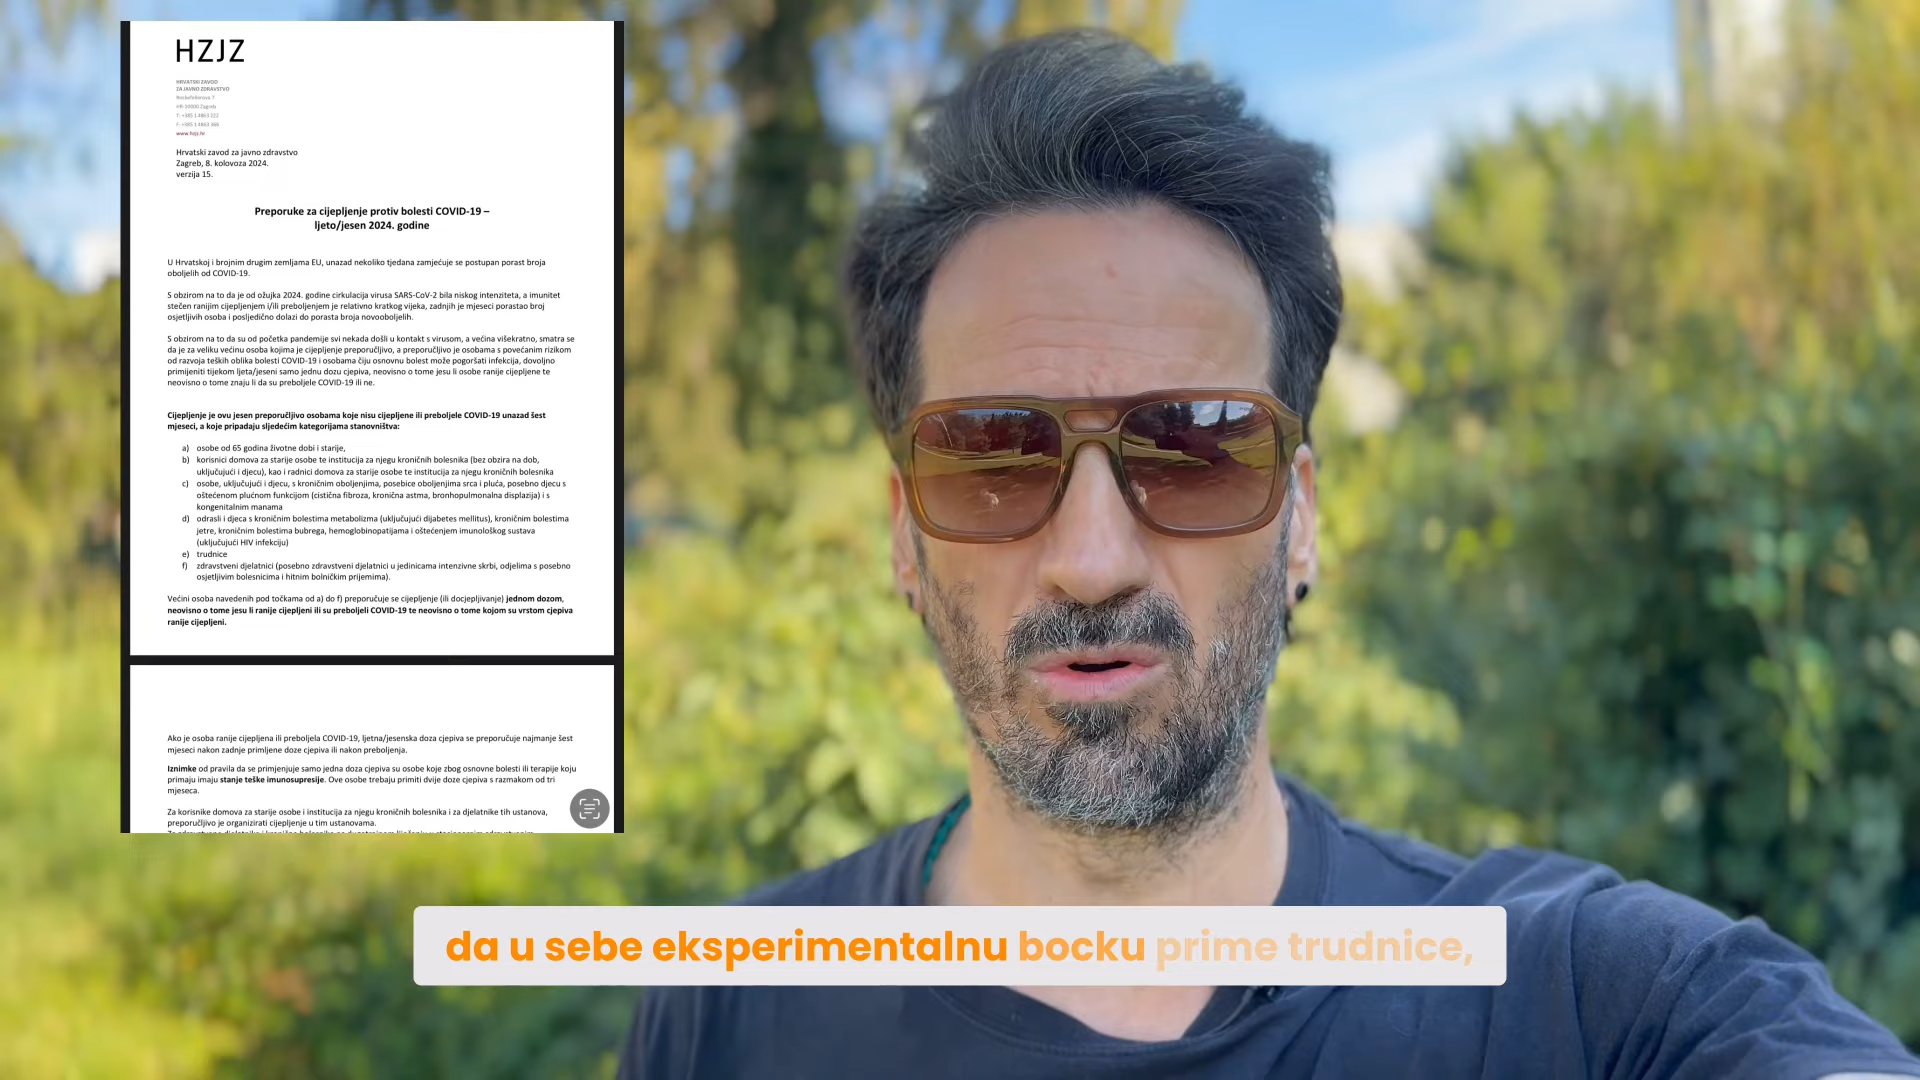 HZJZ
HRVATSKI ZAVOD
ZA JAVNO ZDRAVSTVO
Rockefellerova 7
HR-10000 Zagreb
T: +385 1 4863 222
F: +385 1 4863 366
www.hzjz.hr
Hrvatski zavod za javno zdravstvo
Zagreb, 8. kolovoza 2024.
verzija 15.
Preporuke za cijepljenje protiv bolesti COVID-19 –
ljeto/jesen 2024. godine
U Hrvatskoj i brojnim drugim zemljama EU, unazad nekoliko tjedana zamjećuje se postupan porast broja
oboljelih od COVID-19.
S obzirom na to da je od ožujka 2024. godine cirkulacija virusa SARS-CoV-2 bila niskog intenziteta, a imunitet
stečen ranijim cijepljenjem i/ili preboljenjem je relativno kratkog vijeka, zadnjih je mjeseci porastao broj
osjetljivih osoba i posljedično dolazi do porasta broja novooboljelih.
S obzirom na to da su od početka pandemije svi nekada došli u kontakt s virusom, a većina višekratno, smatra se
da je za veliku većinu osoba kojima je cijepljenje preporučljivo, a preporučljivo je osobama s povećanim rizikom
od razvoja teških oblika bolesti COVID-19 i osobama čiju osnovnu bolest može pogoršati infekcija, dovoljno
primijeniti tijekom ljeta/jeseni samo jednu dozu cjepiva, neovisno o tome jesu li osobe ranije cijepljene te
neovisno o tome znaju li da su preboljele COVID-19 ili ne.
Cijepljenje je ovu jesen preporučljivo osobama koje nisu cijepljene ili preboljele COVID-19 unazad šest
mjeseci, a koje pripadaju sljedećim kategorijama stanovništva:
a) osobe od 65 godina životne dobi i starije,
b) korisnici domova za starije osobe te institucija za njegu kroničnih bolesnika (bez obzira na dob,
uključujući i djecu), kao i radnici domova za starije osobe te institucija za njegu kroničnih bolesnika
c) osobe, uključujući i djecu, s kroničnim oboljenjima, posebice oboljenjima srca i pluća, posebno djecu s
oštećenom plućnom funkcijom (cistična fibroza, kronična astma, bronhopulmonalna displazija) i s
kongenitalnim manama
d) odrasli i djeca s kroničnim bolestima metabolizma (uključujući dijabetes mellitus), kroničnim bolestima
jetre, kroničnim bolestima bubrega, hemoglobinopatijama i oštećenjem imunološkog sustava
(uključujući HIV infekciju)
e) trudnice
f) zdravstveni djelatnici (posebno zdravstveni djelatnici u jedinicama intenzivne skrbi, odjelima s posebno
osjetljivim bolesnicima i hitnim bolničkim prijemima).
Većini osoba navedenih pod točkama od a) do f) preporučuje se cijepljenje (ili docjepljivanje) jednom dozom,
neovisno o tome jesu li ranije cijepljeni ili su preboljeli COVID-19 te neovisno o tome kojom su vrstom cjepiva
ranije cijepljeni.
Ako je osoba ranije cijepljena ili preboljela COVID-19, ljetna/jesenska doza cjepiva se preporučuje najmanje šest
mjeseci nakon zadnje primljene doze cjepiva ili nakon preboljenja.
Iznimke od pravila da se primjenjuje samo jedna doza cjepiva su osobe koje zbog osnovne bolesti ili terapije koju
primaju imaju stanje teške imunosupresije. Ove osobe trebaju primiti dvije doze cjepiva s razmakom od tri
mjeseca.
Za korisnike domova za starije osobe i institucija za njegu kroničnih bolesnika i za djelatnike tih ustanova,
preporučljivo je organizirati cijepljenje u tim ustanovama.
da u sebe eksperimentalnu bocku prime trudnice,